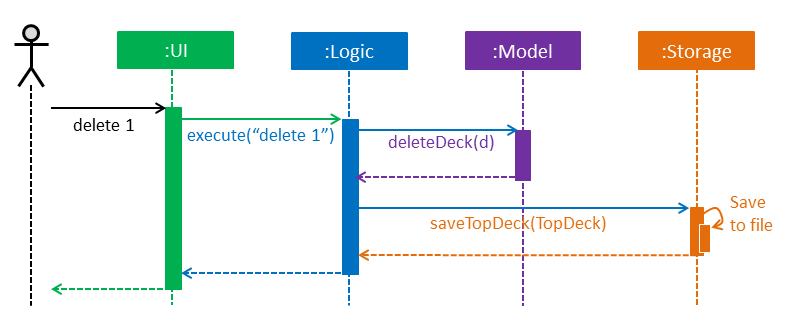 :UI
:Logic
:Model
:Storage
delete 1
execute(“delete 1”)
deleteDeck(d)
Save
to file
saveTopDeck(TopDeck)